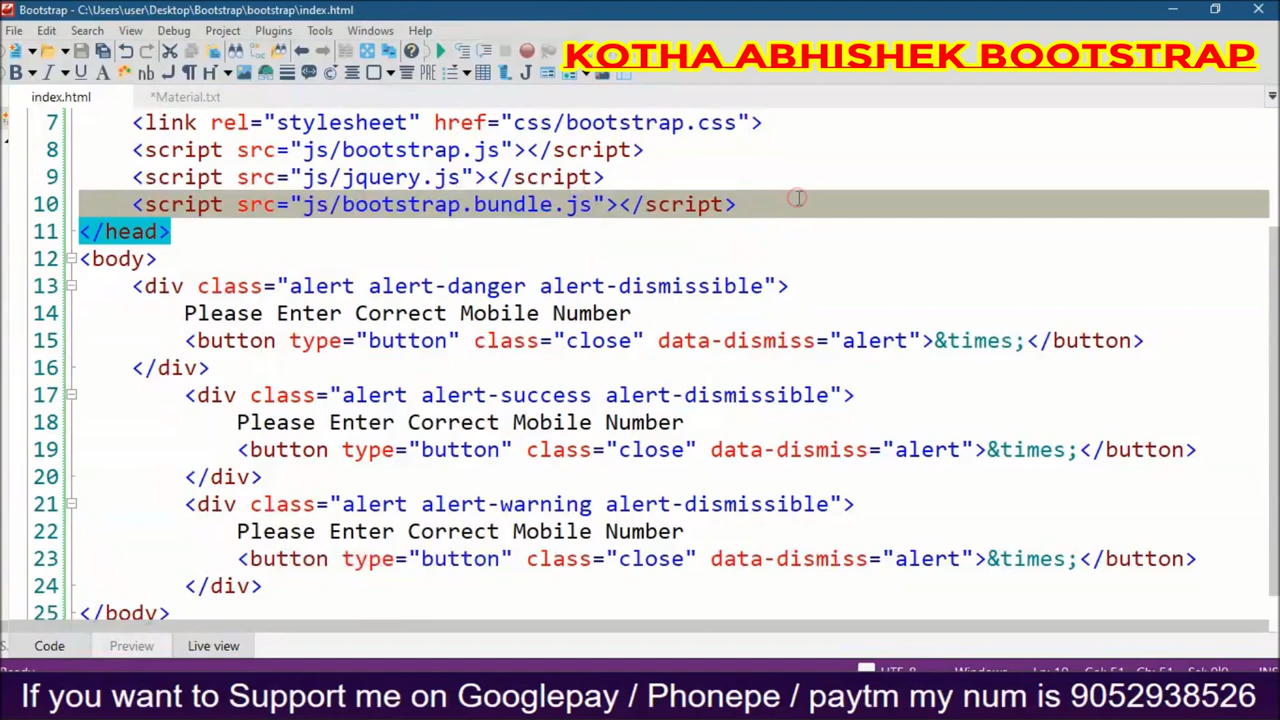 Bootstrap - C:\Users\user\Desktop\Bootstrap\bootstrap\index.html
File Edit Search View Debug Project Plugins Tools Windows Help
KOTHA ABHISHEK BOOTSTRAP
index.html *Material.txt
7 <link rel="stylesheet" href="css/bootstrap.css">
8 <script src="js/bootstrap.js"></script>
9 <script src="js/jquery.js"></script>
10 <script src="js/bootstrap.bundle.js"></script>
11 </head>
12 <body>
13 <div class="alert alert-danger alert-dismissible">
14 Please Enter Correct Mobile Number
15 <button type="button" class="close" data-dismiss="alert">&times;</button>
16 </div>
17 <div class="alert alert-success alert-dismissible">
18 Please Enter Correct Mobile Number
19 <button type="button" class="close" data-dismiss="alert">&times;</button>
20 </div>
21 <div class="alert alert-warning alert-dismissible">
22 Please Enter Correct Mobile Number
23 <button type="button" class="close" data-dismiss="alert">&times;</button>
24 </div>
25 </body>
Code Preview Live view
If you want to Support me on Googlepay / Phonepe / paytm my num is 9052938526